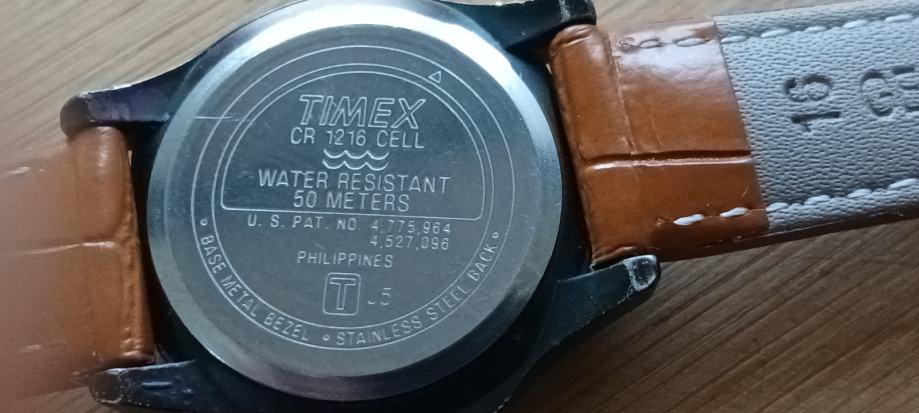 TIMEX
CR 1216 CELL
WATER RESISTANT
50 METERS
U.S. PAT. NO. 4,775,964
4,527,096
PHILIPPINES
T J5
• BASE METAL BEZEL • STAINLESS STEEL BACK •
16